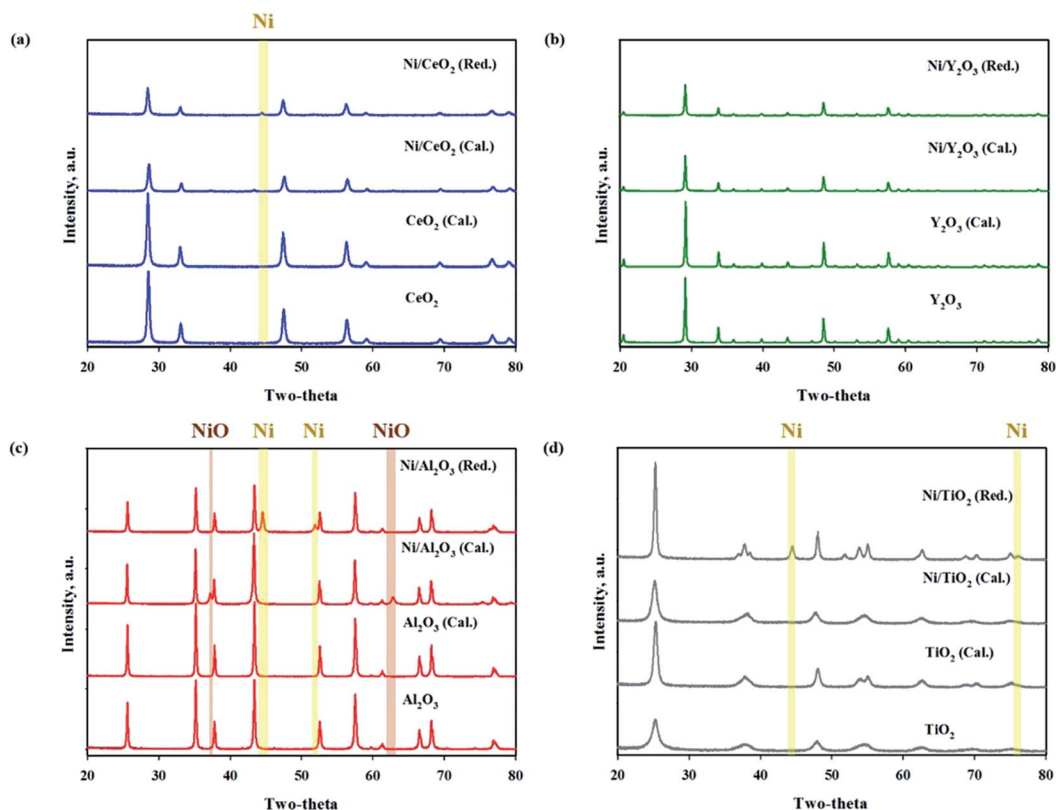 Ni
(a)
Ni/CeO₂ (Red.)
Ni/CeO₂ (Cal.)
CeO₂ (Cal.)
CeO₂
Intensity, a.u.
20 30 40 50 60 70 80
Two-theta
(b)
Ni/Y₂O₃ (Red.)
Ni/Y₂O₃ (Cal.)
Y₂O₃ (Cal.)
Y₂O₃
Intensity, a.u.
20 30 40 50 60 70 80
Two-theta
NiO Ni Ni NiO
(c)
Ni/Al₂O₃ (Red.)
Ni/Al₂O₃ (Cal.)
Al₂O₃ (Cal.)
Al₂O₃
Intensity, a.u.
20 30 40 50 60 70 80
Two-theta
Ni Ni
(d)
Ni/TiO₂ (Red.)
Ni/TiO₂ (Cal.)
TiO₂ (Cal.)
TiO₂
Intensity, a.u.
20 30 40 50 60 70 80
Two-theta